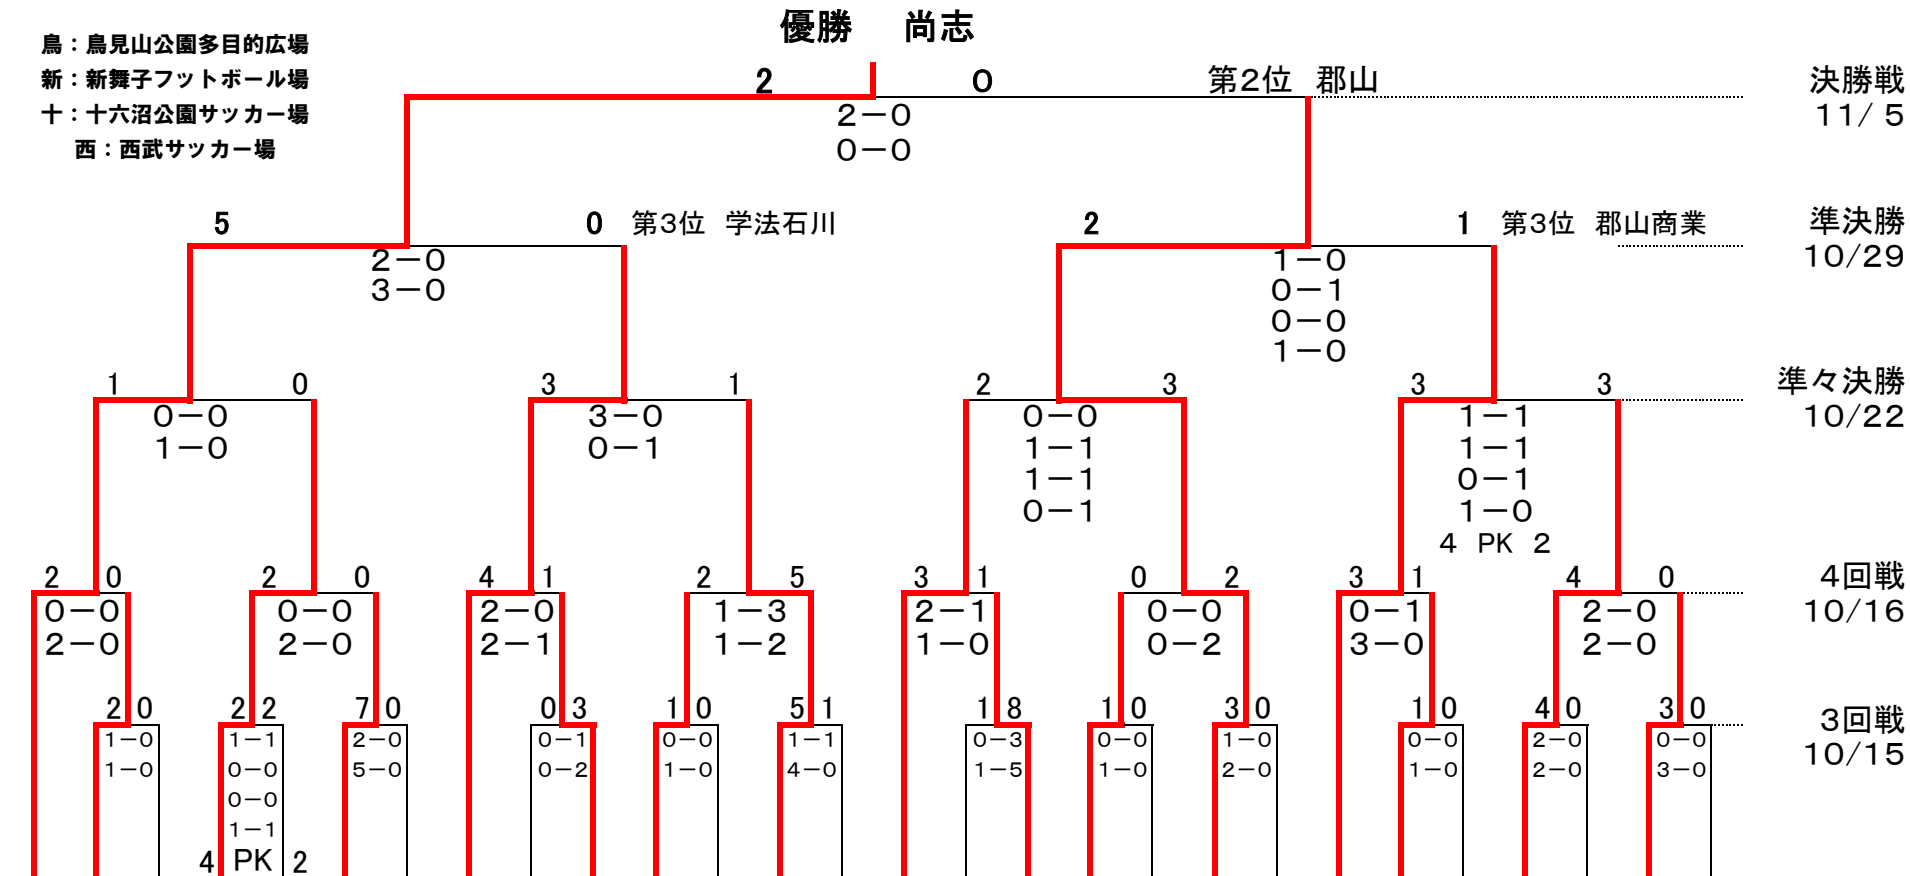 優勝 尚志
鳥：鳥見山公園多目的広場
新：新舞子フットボール場
十：十六沼公園サッカー場
西：西武サッカー場
2 0 第2位 郡山 決勝戦
2－0 11/ 5
0－0
5 0 第3位 学法石川 2 1 第3位 郡山商業 準決勝
2－0 1－0 10/29
3－0 0－1
0－0
1－0
1 0 3 1 2 3 3 3 準々決勝
0－0 3－0 0－0 1－1 10/22
1－0 0－1 1－1 1－1
1－1 0－1
0－1 1－0
4 PK 2
2 0 2 0 4 1 2 5 3 1 0 2 3 1 4 0 4回戦
0－0 0－0 2－0 1－3 2－1 0－0 0－1 2－0 10/16
2－0 2－0 2－1 1－2 1－0 0－2 3－0 2－0
2 0 2 2 7 0 0 3 1 0 5 1 1 8 1 0 3 0 1 0 4 0 3 0 3回戦
1－0 1－1 2－0 0－1 0－0 1－1 0－3 0－0 1－0 0－0 2－0 0－0 10/15
1－0 0－0 5－0 0－2 1－0 4－0 1－5 1－0 2－0 1－0 2－0 3－0
0－0
1－1
4 PK 2